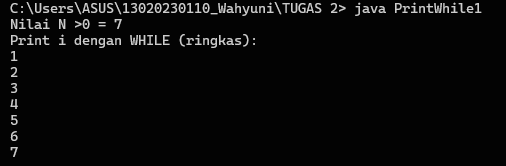 C:\Users\ASUS\13020230110_Wahyuni\TUGAS 2> java PrintWhile1
Nilai N >0 = 7
Print i dengan WHILE (ringkas):
1
2
3
4
5
6
7